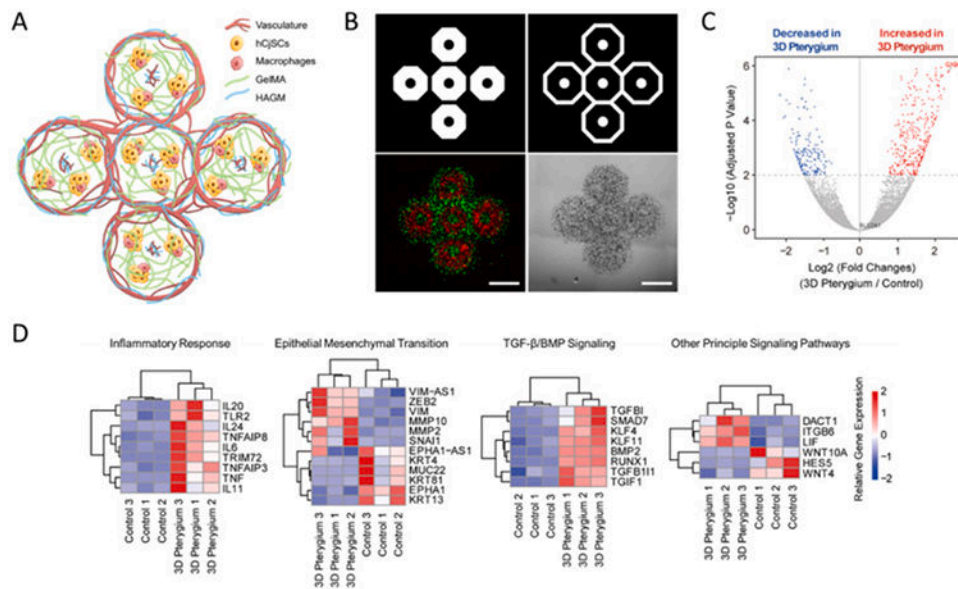 A
Vasculature
hCjSCs
Macrophages
GelMA
HAGM
B
C
Decreased in
3D Pterygium
Increased in
3D Pterygium
−Log10 (Adjusted P Value)
6
4
2
0
−2
−1
0
1
2
Log2 (Fold Changes)
(3D Pterygium / Control)
D
Inflammatory Response
IL20
TLR2
IL24
TNFAIP8
IL6
TRIM72
TNFAIP3
TNF
IL11
Control 3
Control 1
Control 2
3D Pterygium 3
3D Pterygium 1
3D Pterygium 2
Epithelial Mesenchymal Transition
VIM-AS1
ZEB2
VIM
MMP10
MMP2
SNAI1
EPHA1-AS1
KRT4
MUC22
KRT81
EPHA1
KRT13
3D Pterygium 3
3D Pterygium 1
3D Pterygium 2
Control 3
Control 1
Control 2
TGF-β/BMP Signaling
TGFBI
SMAD7
KLF4
KLF11
BMP2
RUNX1
TGFB1I1
TGIF1
Control 2
Control 1
Control 3
3D Pterygium 1
3D Pterygium 2
3D Pterygium 3
Other Principle Signaling Pathways
DACT1
ITGB6
LIF
WNT10A
HES5
WNT4
3D Pterygium 1
3D Pterygium 2
3D Pterygium 3
Control 1
Control 2
Control 3
Relative Gene Expression
2
1
0
−1
−2